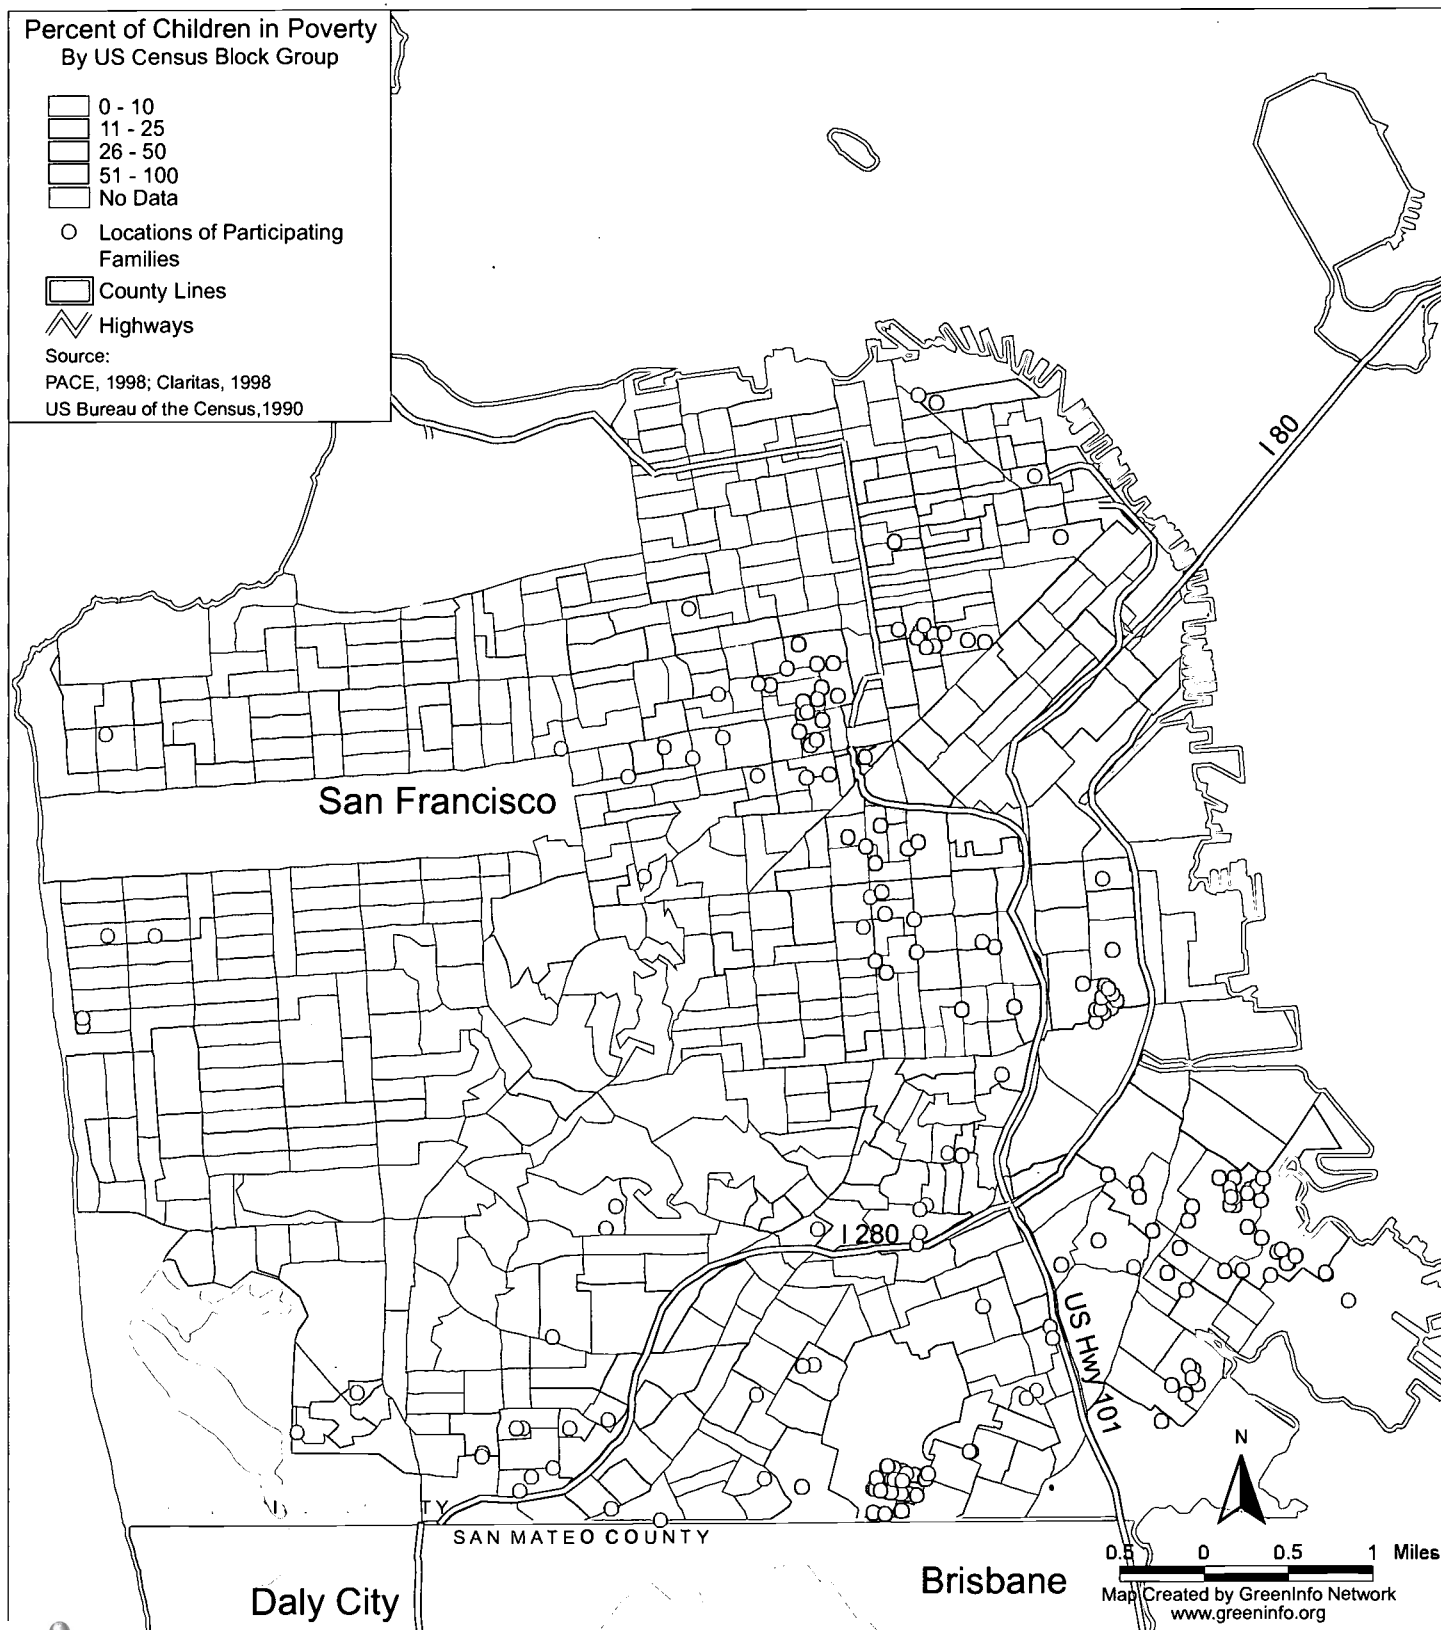 Percent of Children in Poverty
By US Census Block Group
0 - 10
11 - 25
26 - 50
51 - 100
No Data
Locations of Participating
Families
County Lines
Highways
Source:
PACE, 1998; Claritas, 1998
US Bureau of the Census,1990
I 80
San Francisco
I 280
US Hwy 101
N
TY
SAN MATEO COUNTY
0.5 0 0.5 1 Miles
Daly City
Brisbane
Map Created by GreenInfo Network
www.greeninfo.org